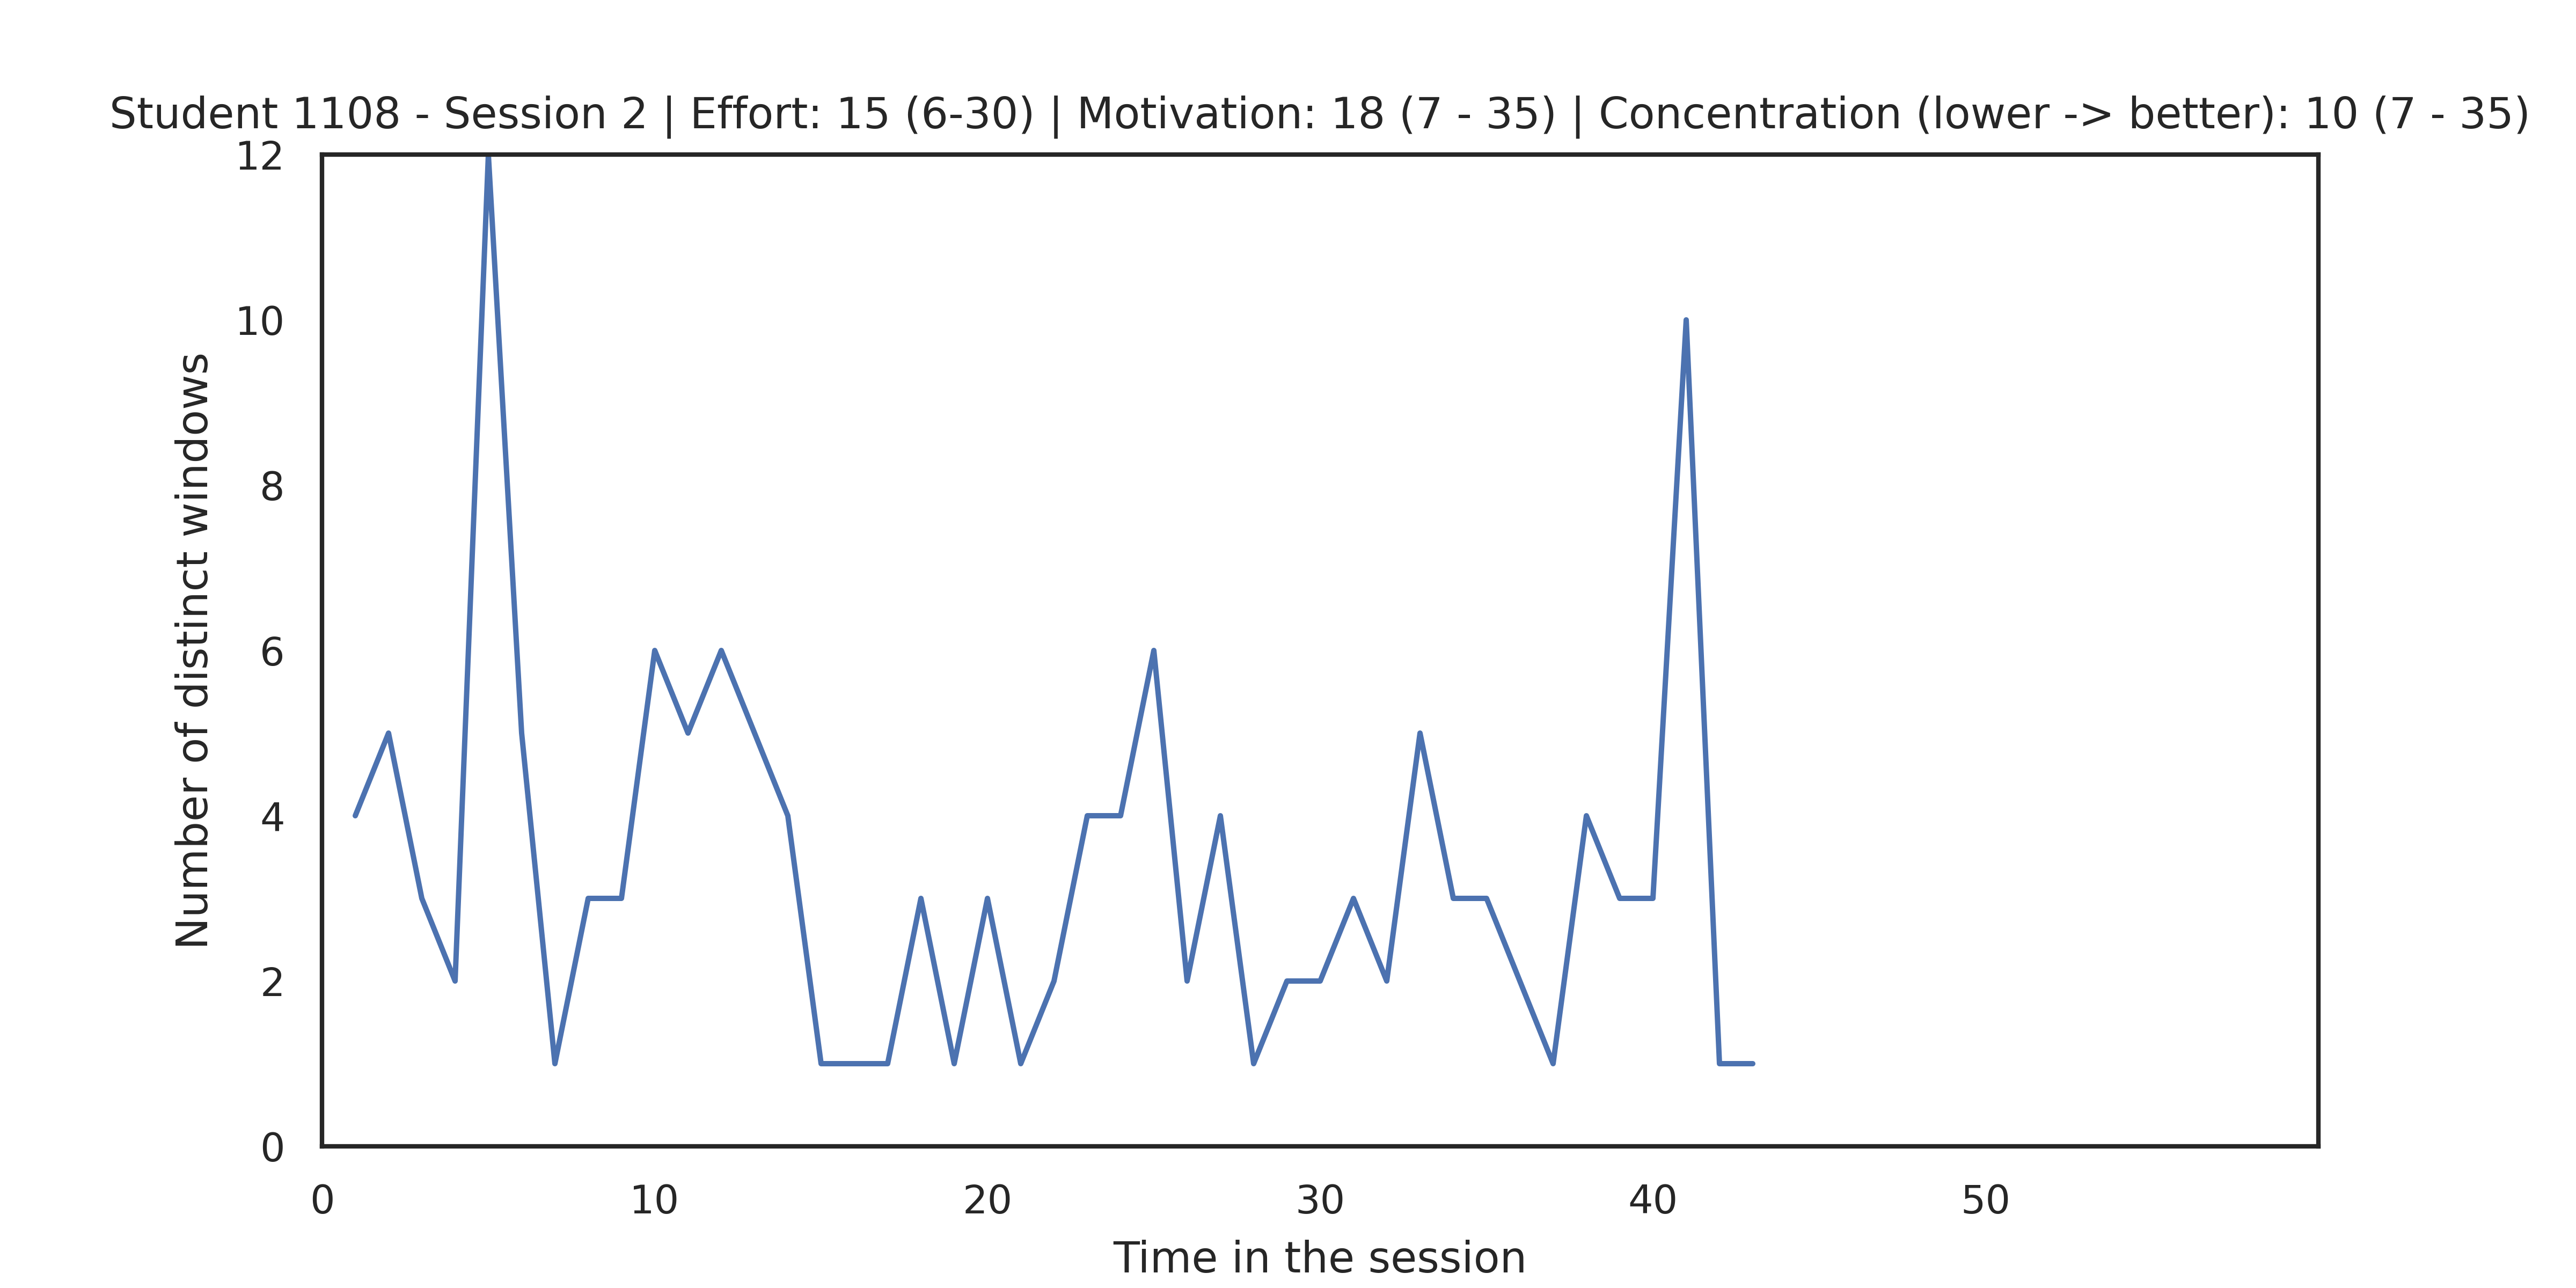 Student 1108 - Session 2 | Effort: 15 (6-30) | Motivation: 18 (7 - 35) | Concentration (lower -> better): 10 (7 - 35)
12
10
8
6
4
2
0
Number of distinct windows
0 10 20 30 40 50
Time in the session